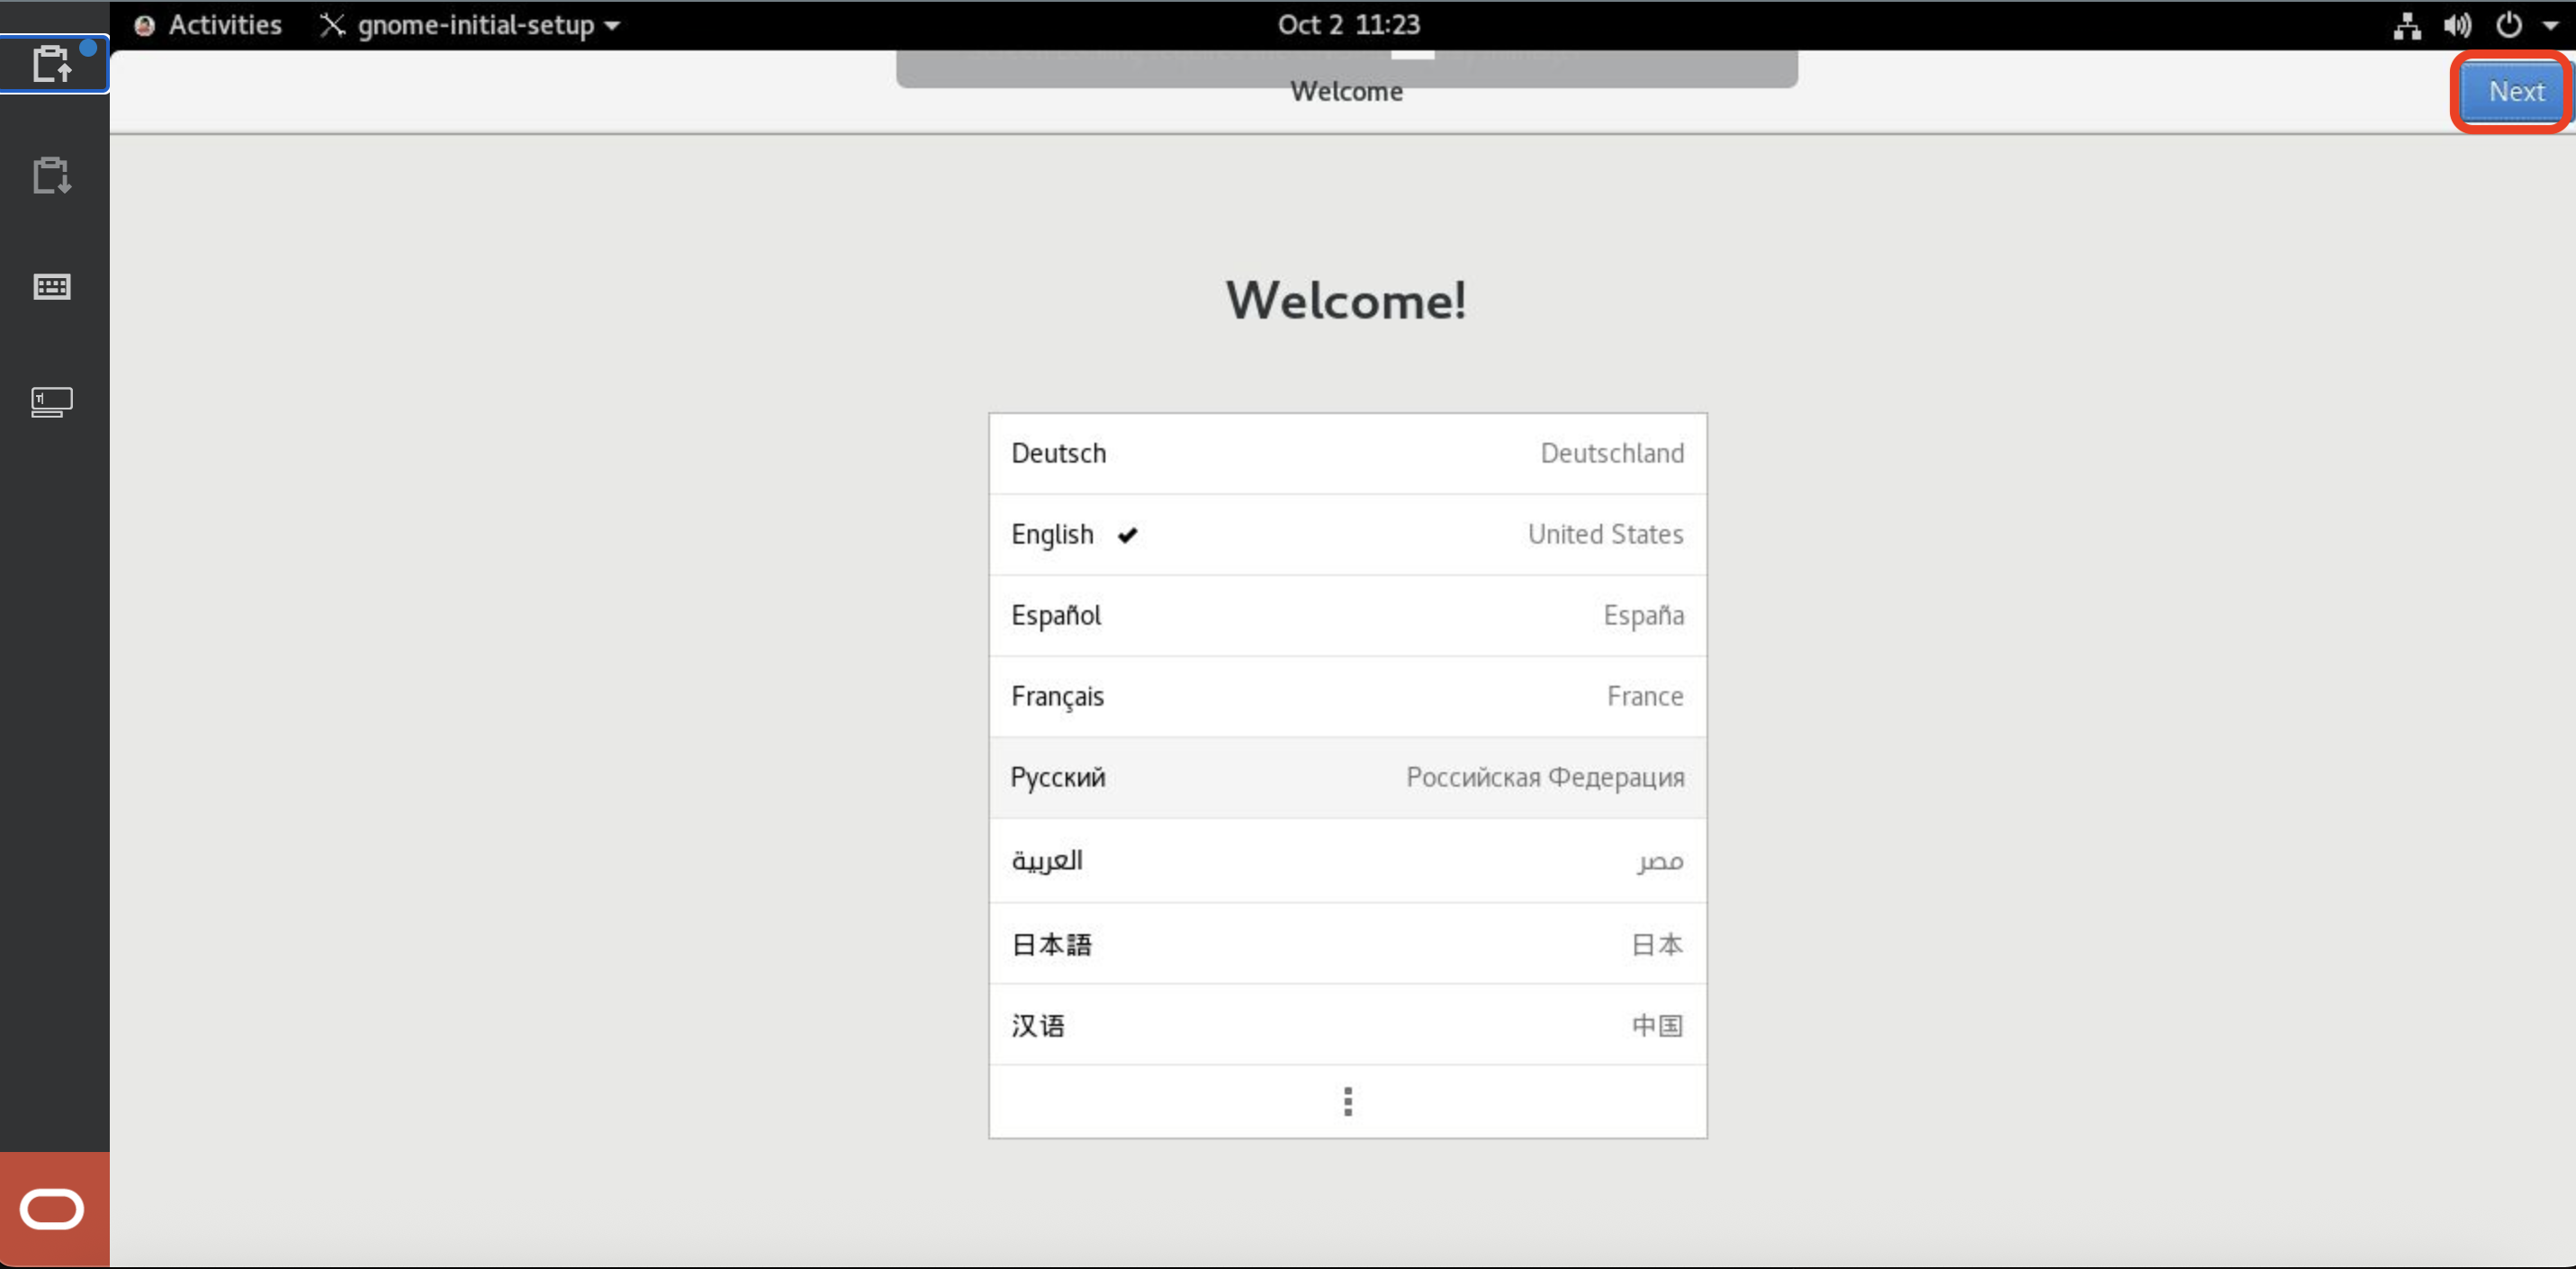 Activities gnome-initial-setup Oct 2 11:23
Welcome Next
Welcome!
Deutsch Deutschland
English United States
Español España
Français France
Русский Российская Федерация
العربية مصر
日本語 日本
汉语 中国